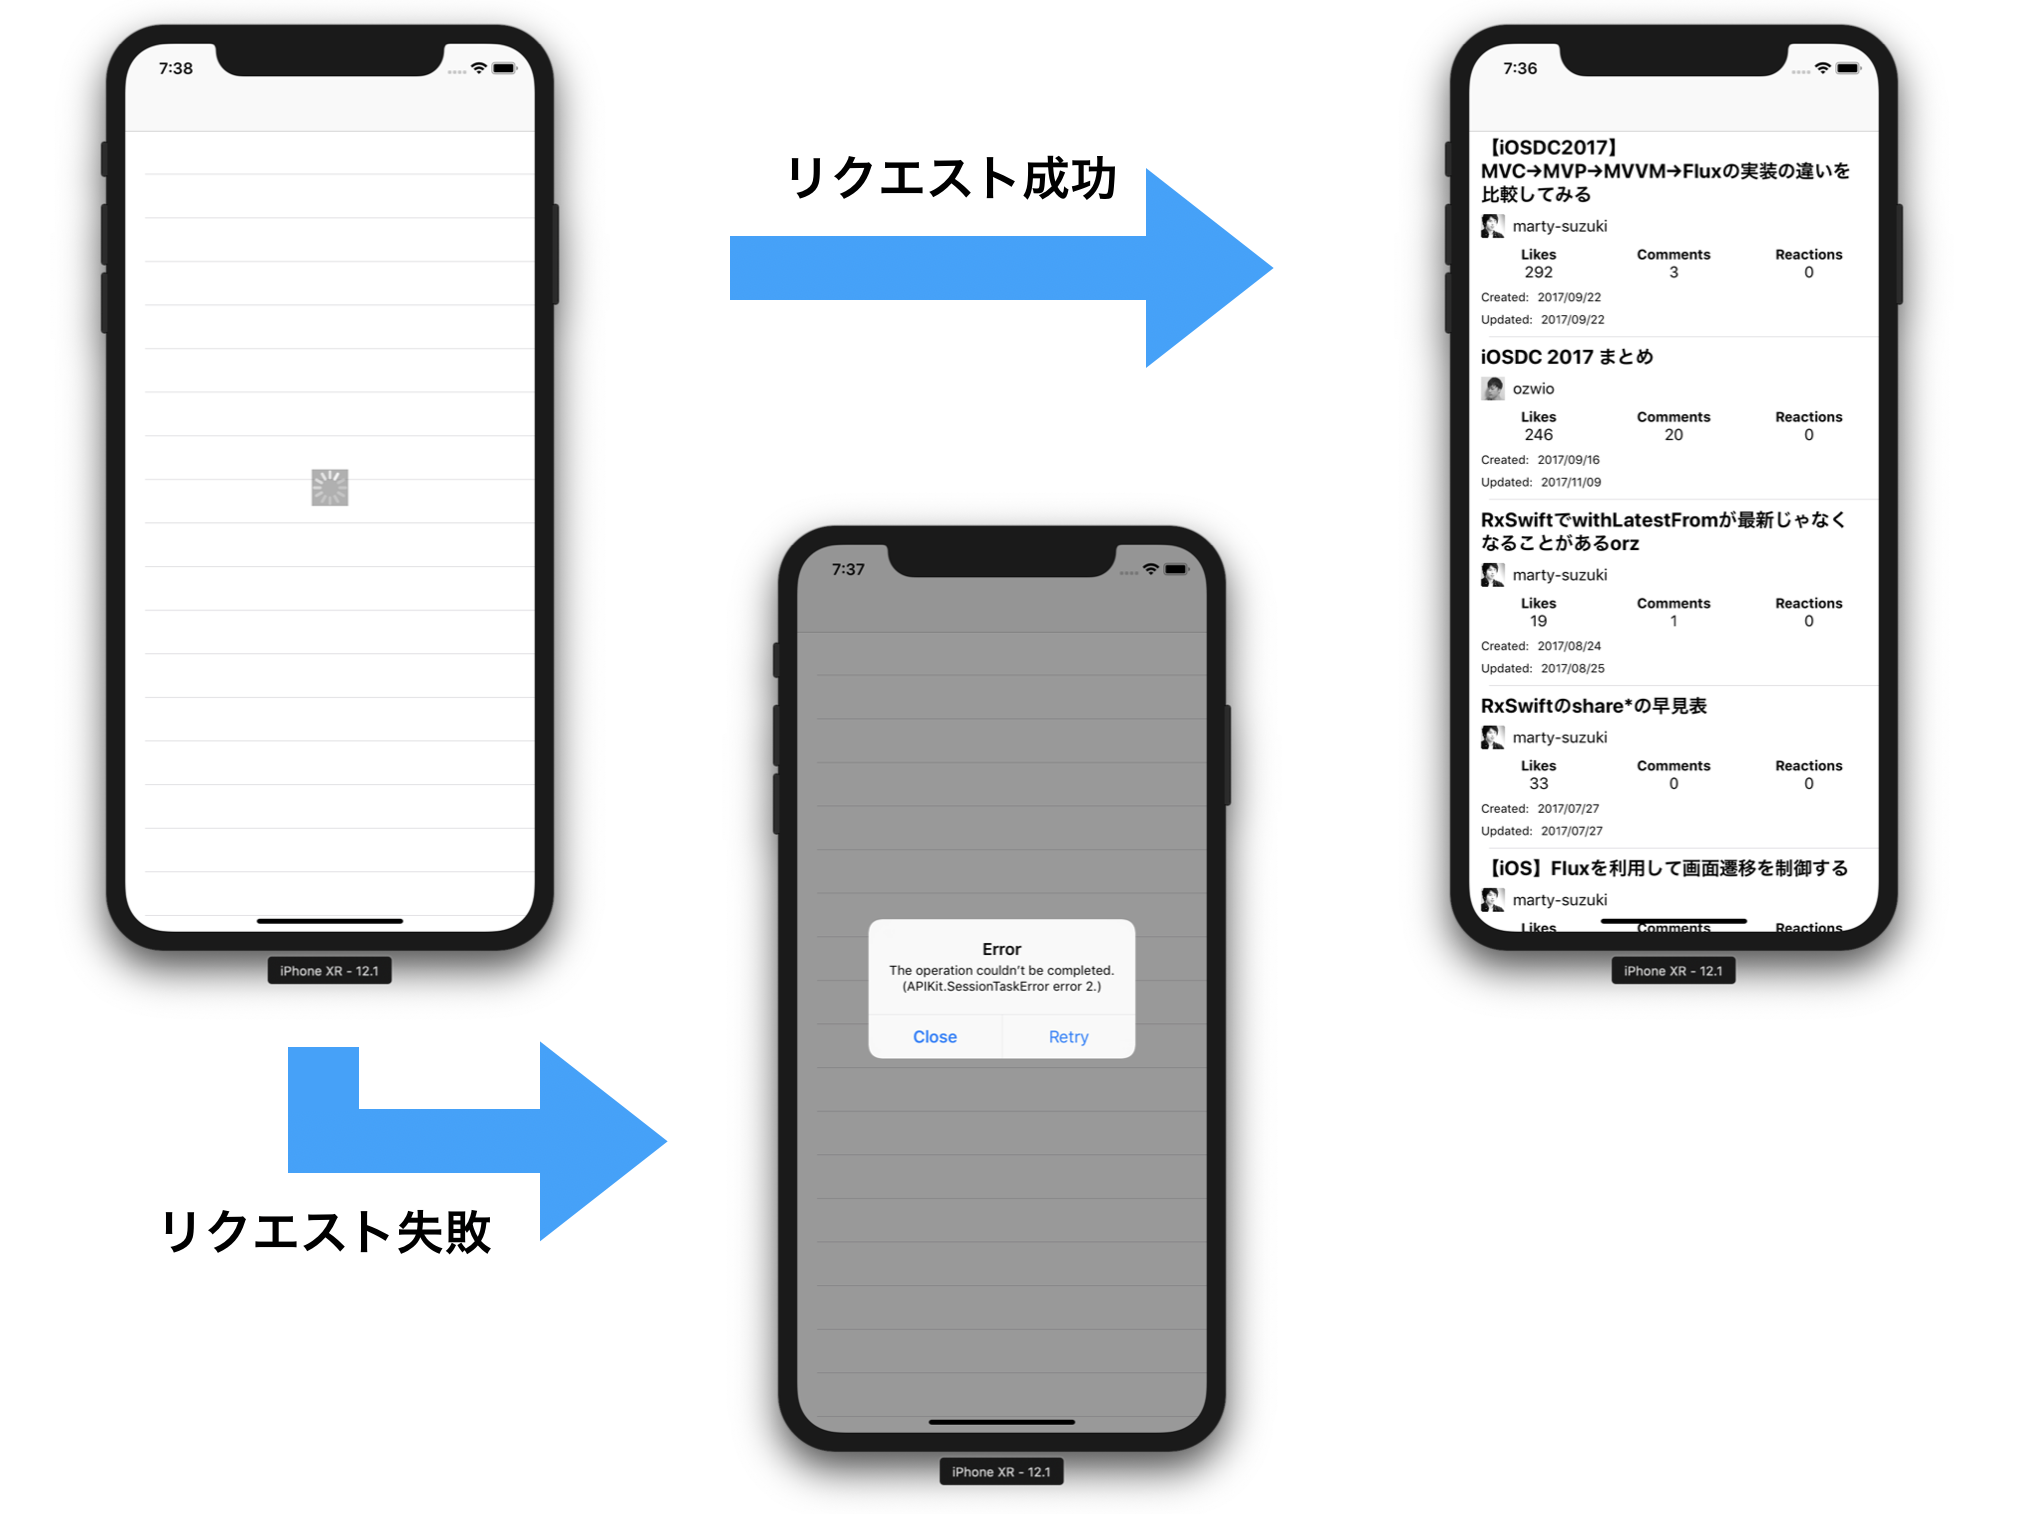 7:38
iPhone XR - 12.1
リクエスト成功
リクエスト失敗
7:37
Error
The operation couldn't be completed.
(APIKit.SessionTaskError error 2.)
Close Retry
iPhone XR - 12.1
7:36
【iOSDC2017】
MVC→MVP→MVVM→Fluxの実装の違いを
比較してみる
marty-suzuki
Likes Comments Reactions
292 3 0
Created: 2017/09/22
Updated: 2017/09/22
iOSDC 2017 まとめ
ozwio
Likes Comments Reactions
246 20 0
Created: 2017/09/16
Updated: 2017/11/09
RxSwiftでwithLatestFromが最新じゃなく
なることがあるorz
marty-suzuki
Likes Comments Reactions
19 1 0
Created: 2017/08/24
Updated: 2017/08/25
RxSwiftのshare*の早見表
marty-suzuki
Likes Comments Reactions
33 0 0
Created: 2017/07/27
Updated: 2017/07/27
【iOS】Fluxを利用して画面遷移を制御する
marty-suzuki
Likes Comments Reactions
iPhone XR - 12.1